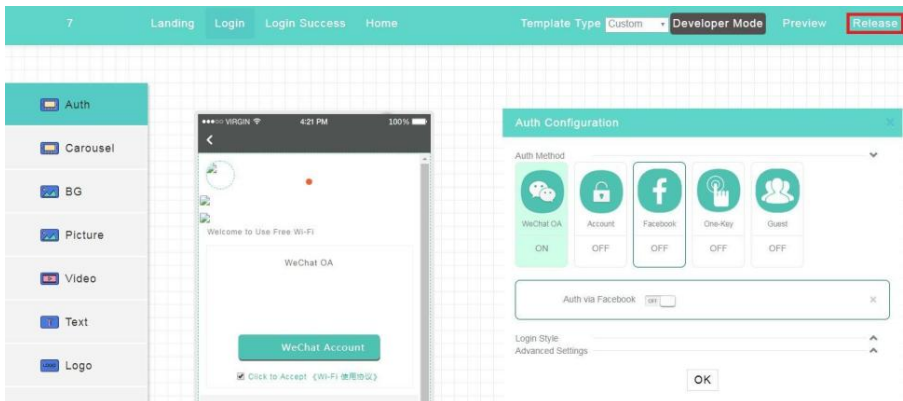 7 Landing Login Login Success Home Template Type Custom Developer Mode Preview Release
Auth
Carousel
BG
Picture
Video
Text
LOGO Logo
VIRGIN 4:21 PM 100%
Welcome to Use Free Wi-Fi
WeChat OA
WeChat Account
Click to Accept 《Wi-Fi 使用协议》
Auth Configuration
Auth Method
WeChat OA Account Facebook One-Key Guest
ON OFF OFF OFF OFF
Auth via Facebook OFF
Login Style
Advanced Settings
OK